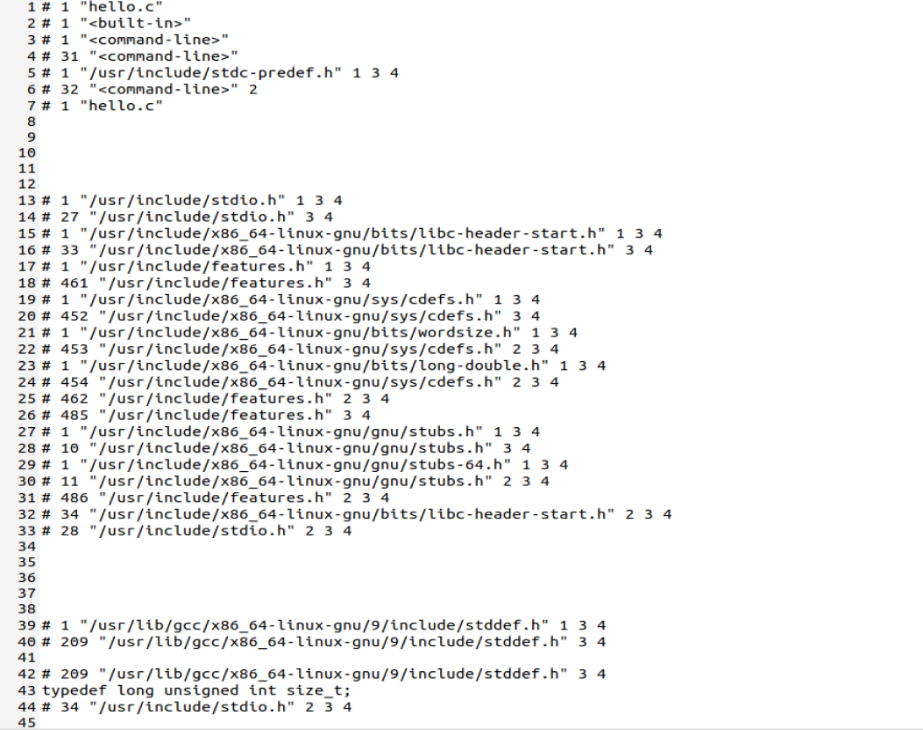 1 # 1 "hello.c"
2 # 1 "<built-in>"
3 # 1 "<command-line>"
4 # 31 "<command-line>"
5 # 1 "/usr/include/stdc-predef.h" 1 3 4
6 # 32 "<command-line>" 2
7 # 1 "hello.c"
8
9
10
11
12
13 # 1 "/usr/include/stdio.h" 1 3 4
14 # 27 "/usr/include/stdio.h" 3 4
15 # 1 "/usr/include/x86_64-linux-gnu/bits/libc-header-start.h" 1 3 4
16 # 33 "/usr/include/x86_64-linux-gnu/bits/libc-header-start.h" 3 4
17 # 1 "/usr/include/features.h" 1 3 4
18 # 461 "/usr/include/features.h" 3 4
19 # 1 "/usr/include/x86_64-linux-gnu/sys/cdefs.h" 1 3 4
20 # 452 "/usr/include/x86_64-linux-gnu/sys/cdefs.h" 3 4
21 # 1 "/usr/include/x86_64-linux-gnu/bits/wordsize.h" 1 3 4
22 # 453 "/usr/include/x86_64-linux-gnu/sys/cdefs.h" 2 3 4
23 # 1 "/usr/include/x86_64-linux-gnu/bits/long-double.h" 1 3 4
24 # 454 "/usr/include/x86_64-linux-gnu/sys/cdefs.h" 2 3 4
25 # 462 "/usr/include/features.h" 2 3 4
26 # 485 "/usr/include/features.h" 3 4
27 # 1 "/usr/include/x86_64-linux-gnu/gnu/stubs.h" 1 3 4
28 # 10 "/usr/include/x86_64-linux-gnu/gnu/stubs.h" 3 4
29 # 1 "/usr/include/x86_64-linux-gnu/gnu/stubs-64.h" 1 3 4
30 # 11 "/usr/include/x86_64-linux-gnu/gnu/stubs.h" 2 3 4
31 # 486 "/usr/include/features.h" 2 3 4
32 # 34 "/usr/include/x86_64-linux-gnu/bits/libc-header-start.h" 2 3 4
33 # 28 "/usr/include/stdio.h" 2 3 4
34
35
36
37
38
39 # 1 "/usr/lib/gcc/x86_64-linux-gnu/9/include/stddef.h" 1 3 4
40 # 209 "/usr/lib/gcc/x86_64-linux-gnu/9/include/stddef.h" 3 4
41
42 # 209 "/usr/lib/gcc/x86_64-linux-gnu/9/include/stddef.h" 3 4
43 typedef long unsigned int size_t;
44 # 34 "/usr/include/stdio.h" 2 3 4
45